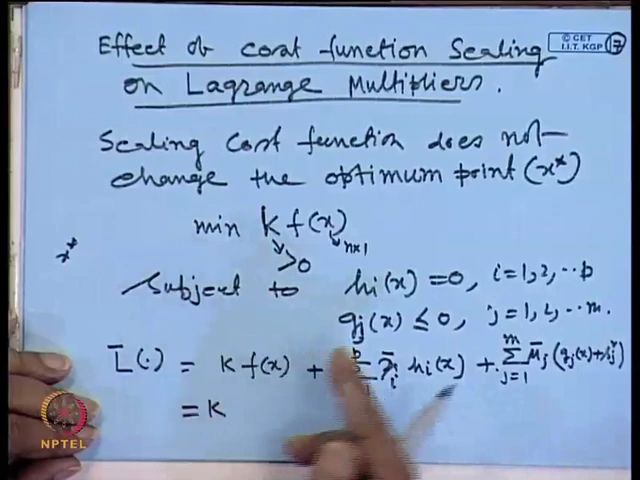 Effect of cost function Scaling
on Lagrange Multipliers.
© CET
I.I.T. KGP
17
Scaling Cost function does not
change the optimum point (x*)
min K f(x)
n×1
>0
x*
Subject to hi(x) = 0, i = 1, 2, ·· p
gj(x) ≤ 0, j = 1, 2, ··· m.
L̄(·) = K f(x) + Σ λ̄i hi(x) + Σ_{j=1}^{m} μ̄j (gj(x) + sj²)
= K
NPTEL